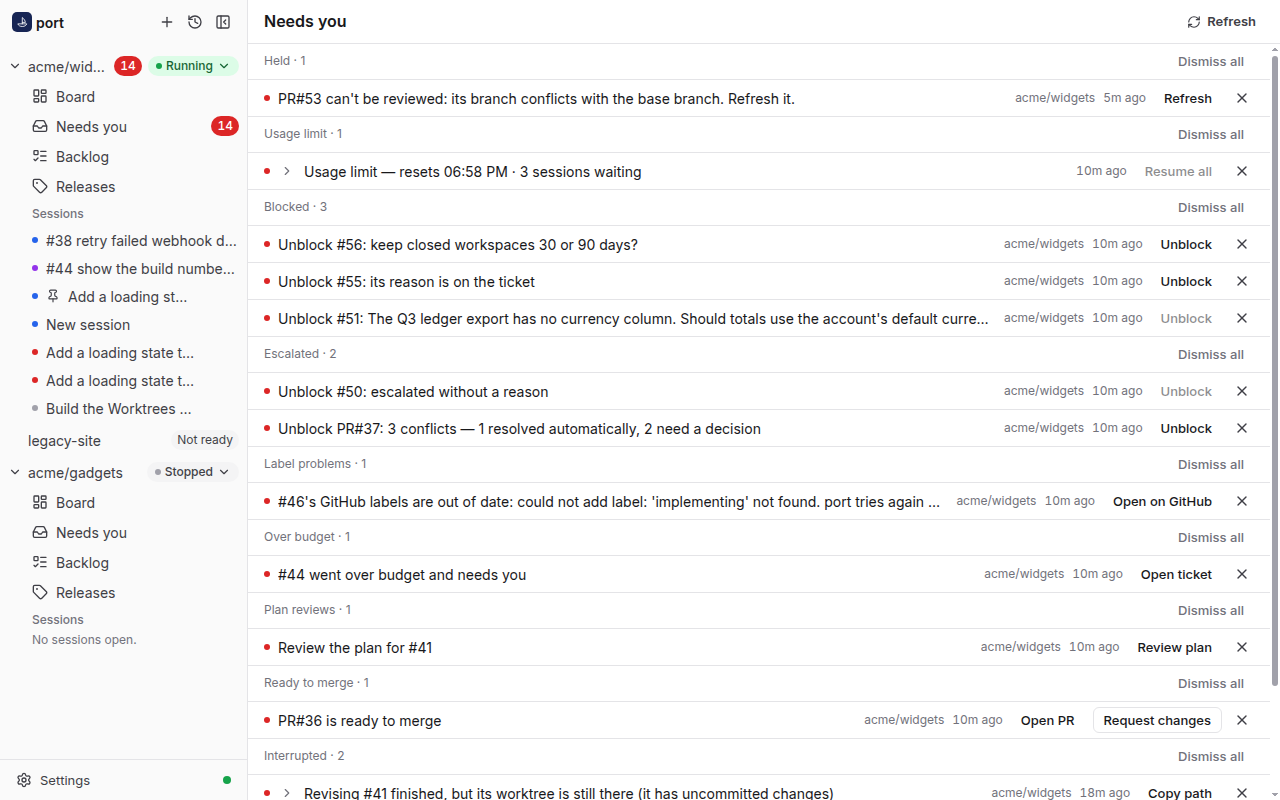 port
acme/wid... 14 Running
Board
Needs you 14
Backlog
Releases
Sessions
#38 retry failed webhook d...
#44 show the build numbe...
Add a loading st...
New session
Add a loading state t...
Add a loading state t...
Build the Worktrees ...
legacy-site Not ready
acme/gadgets Stopped
Board
Needs you
Backlog
Releases
Sessions
No sessions open.
Settings
Needs you Refresh
Held · 1 Dismiss all
PR#53 can't be reviewed: its branch conflicts with the base branch. Refresh it. acme/widgets 5m ago Refresh
Usage limit · 1 Dismiss all
Usage limit — resets 06:58 PM · 3 sessions waiting 10m ago Resume all
Blocked · 3 Dismiss all
Unblock #56: keep closed workspaces 30 or 90 days? acme/widgets 10m ago Unblock
Unblock #55: its reason is on the ticket acme/widgets 10m ago Unblock
Unblock #51: The Q3 ledger export has no currency column. Should totals use the account's default curre... acme/widgets 10m ago Unblock
Escalated · 2 Dismiss all
Unblock #50: escalated without a reason acme/widgets 10m ago Unblock
Unblock PR#37: 3 conflicts — 1 resolved automatically, 2 need a decision acme/widgets 10m ago Unblock
Label problems · 1 Dismiss all
#46's GitHub labels are out of date: could not add label: 'implementing' not found. port tries again ... acme/widgets 10m ago Open on GitHub
Over budget · 1 Dismiss all
#44 went over budget and needs you acme/widgets 10m ago Open ticket
Plan reviews · 1 Dismiss all
Review the plan for #41 acme/widgets 10m ago Review plan
Ready to merge · 1 Dismiss all
PR#36 is ready to merge acme/widgets 10m ago Open PR Request changes
Interrupted · 2 Dismiss all
Revising #41 finished, but its worktree is still there (it has uncommitted changes) acme/widgets 18m ago Copy path